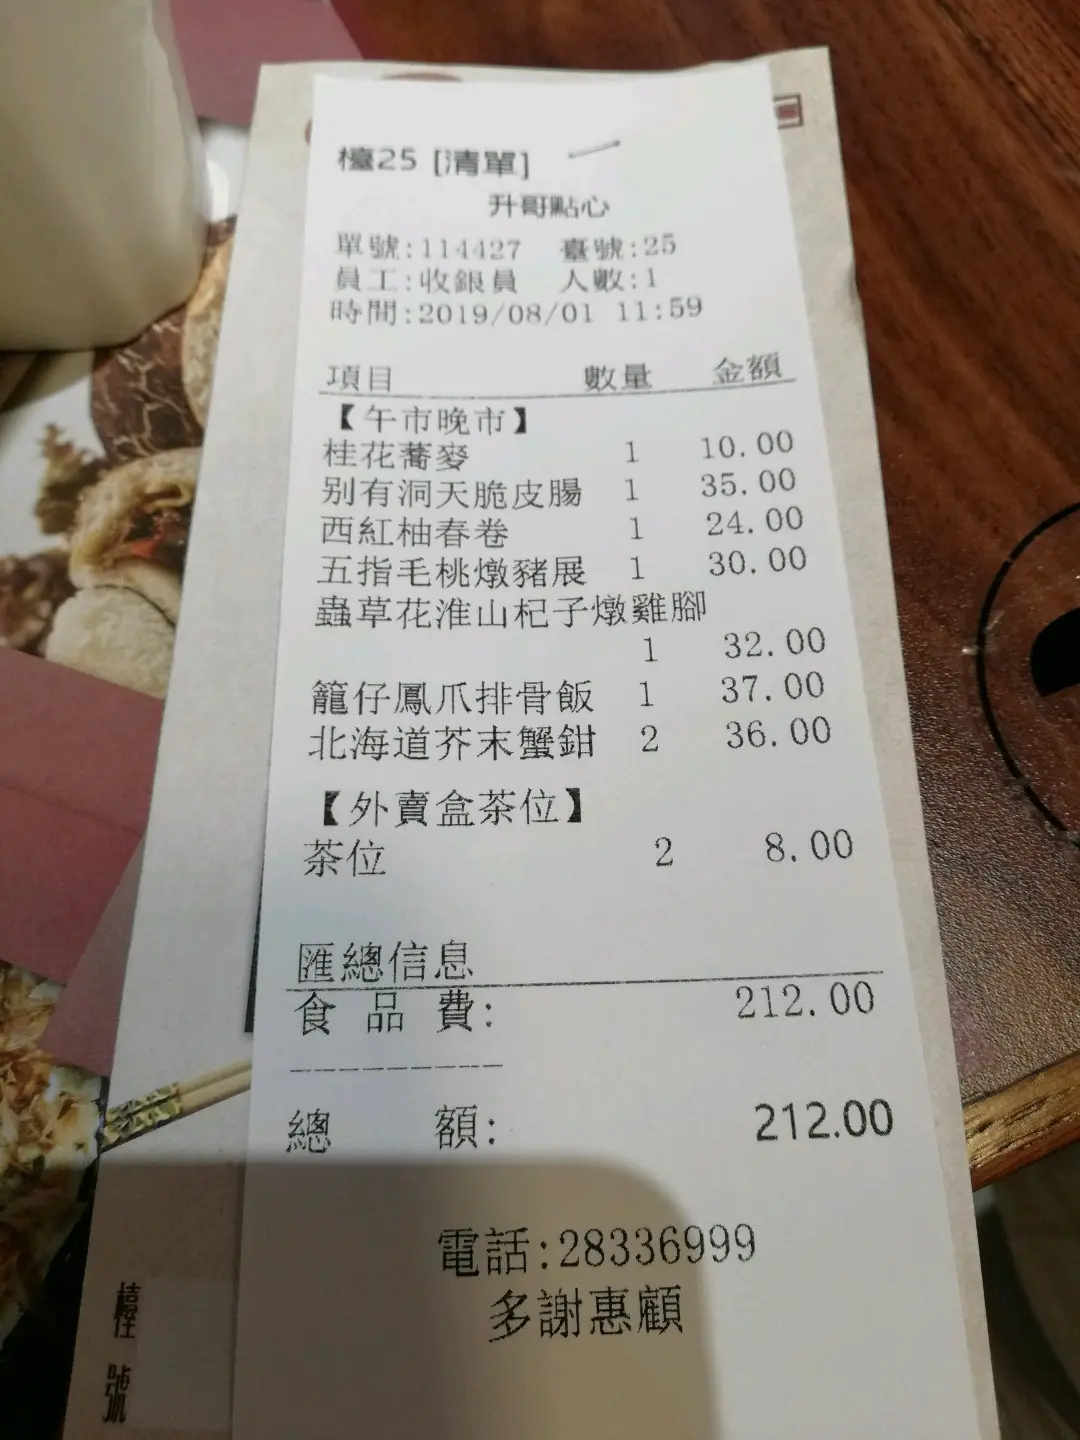 檯25 [清單]
升哥點心
單號:114427 臺號:25
員工:收銀員 人數:1
時間:2019/08/01 11:59
項目 數量 金額
【午市晚市】
桂花蕎麥 1 10.00
别有洞天脆皮腸 1 35.00
西紅柚春卷 1 24.00
五指毛桃燉豬展 1 30.00
蟲草花淮山杞子燉雞腳
1 32.00
籠仔鳳爪排骨飯 1 37.00
北海道芥末蟹鉗 2 36.00
【外賣盒茶位】
茶位 2 8.00
匯總信息
食品費: 212.00
----------
總額: 212.00
電話:28336999
多謝惠顧
檯號